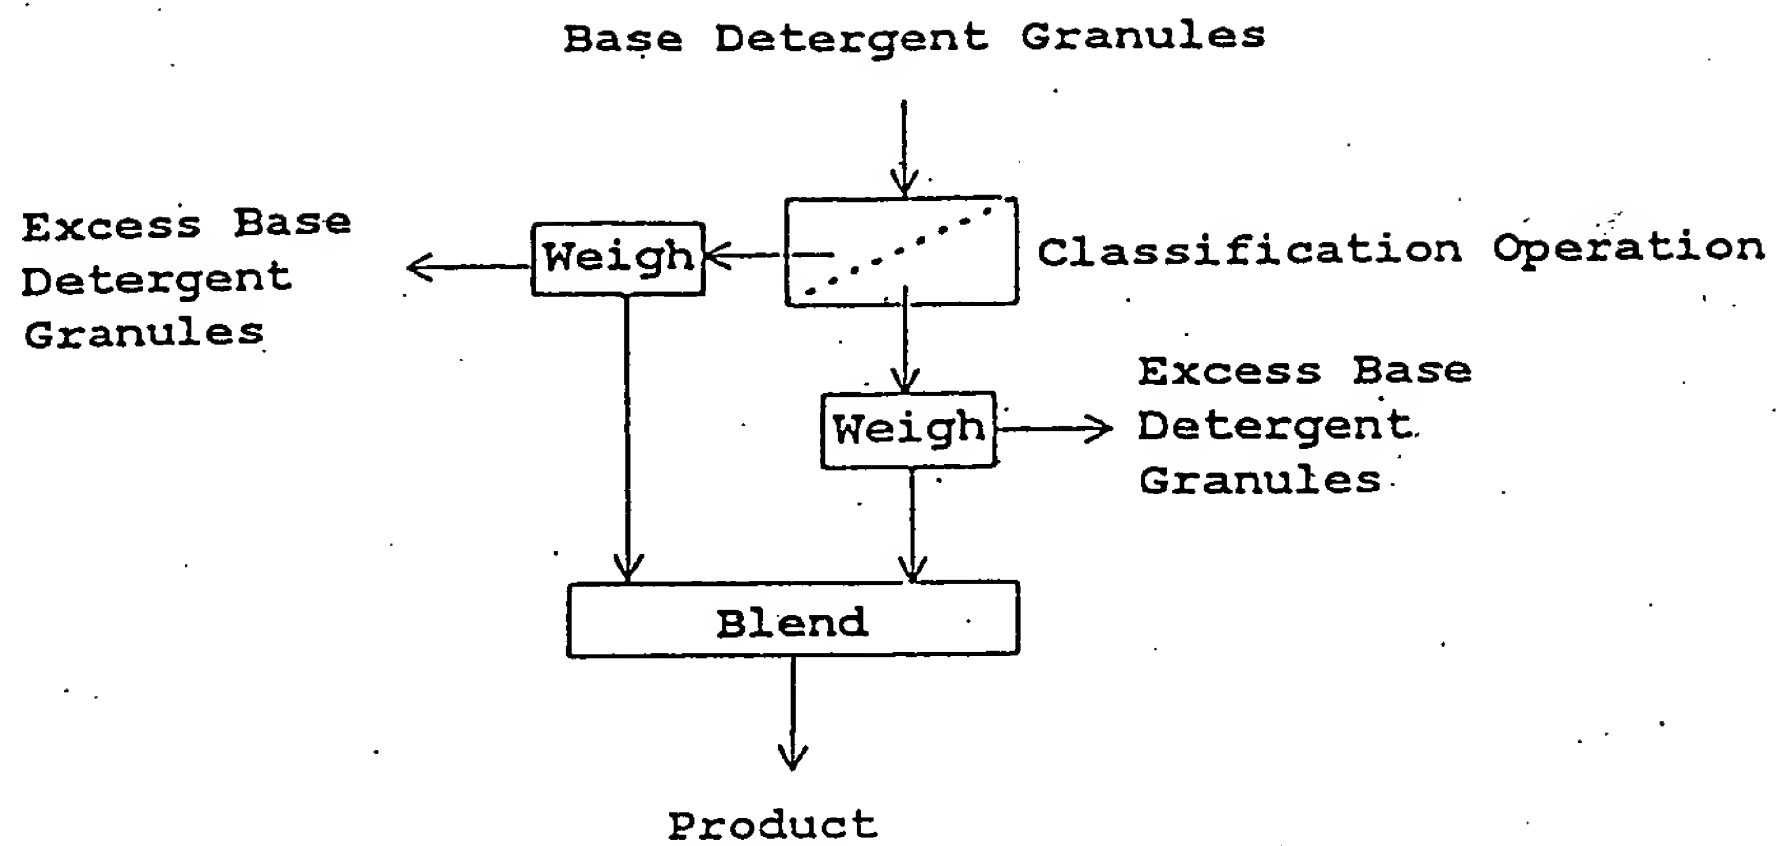 Base Detergent Granules
Excess Base
Detergent
Granules
Weigh
Classification Operation
Weigh
Excess Base
Detergent
Granules
Blend
Product